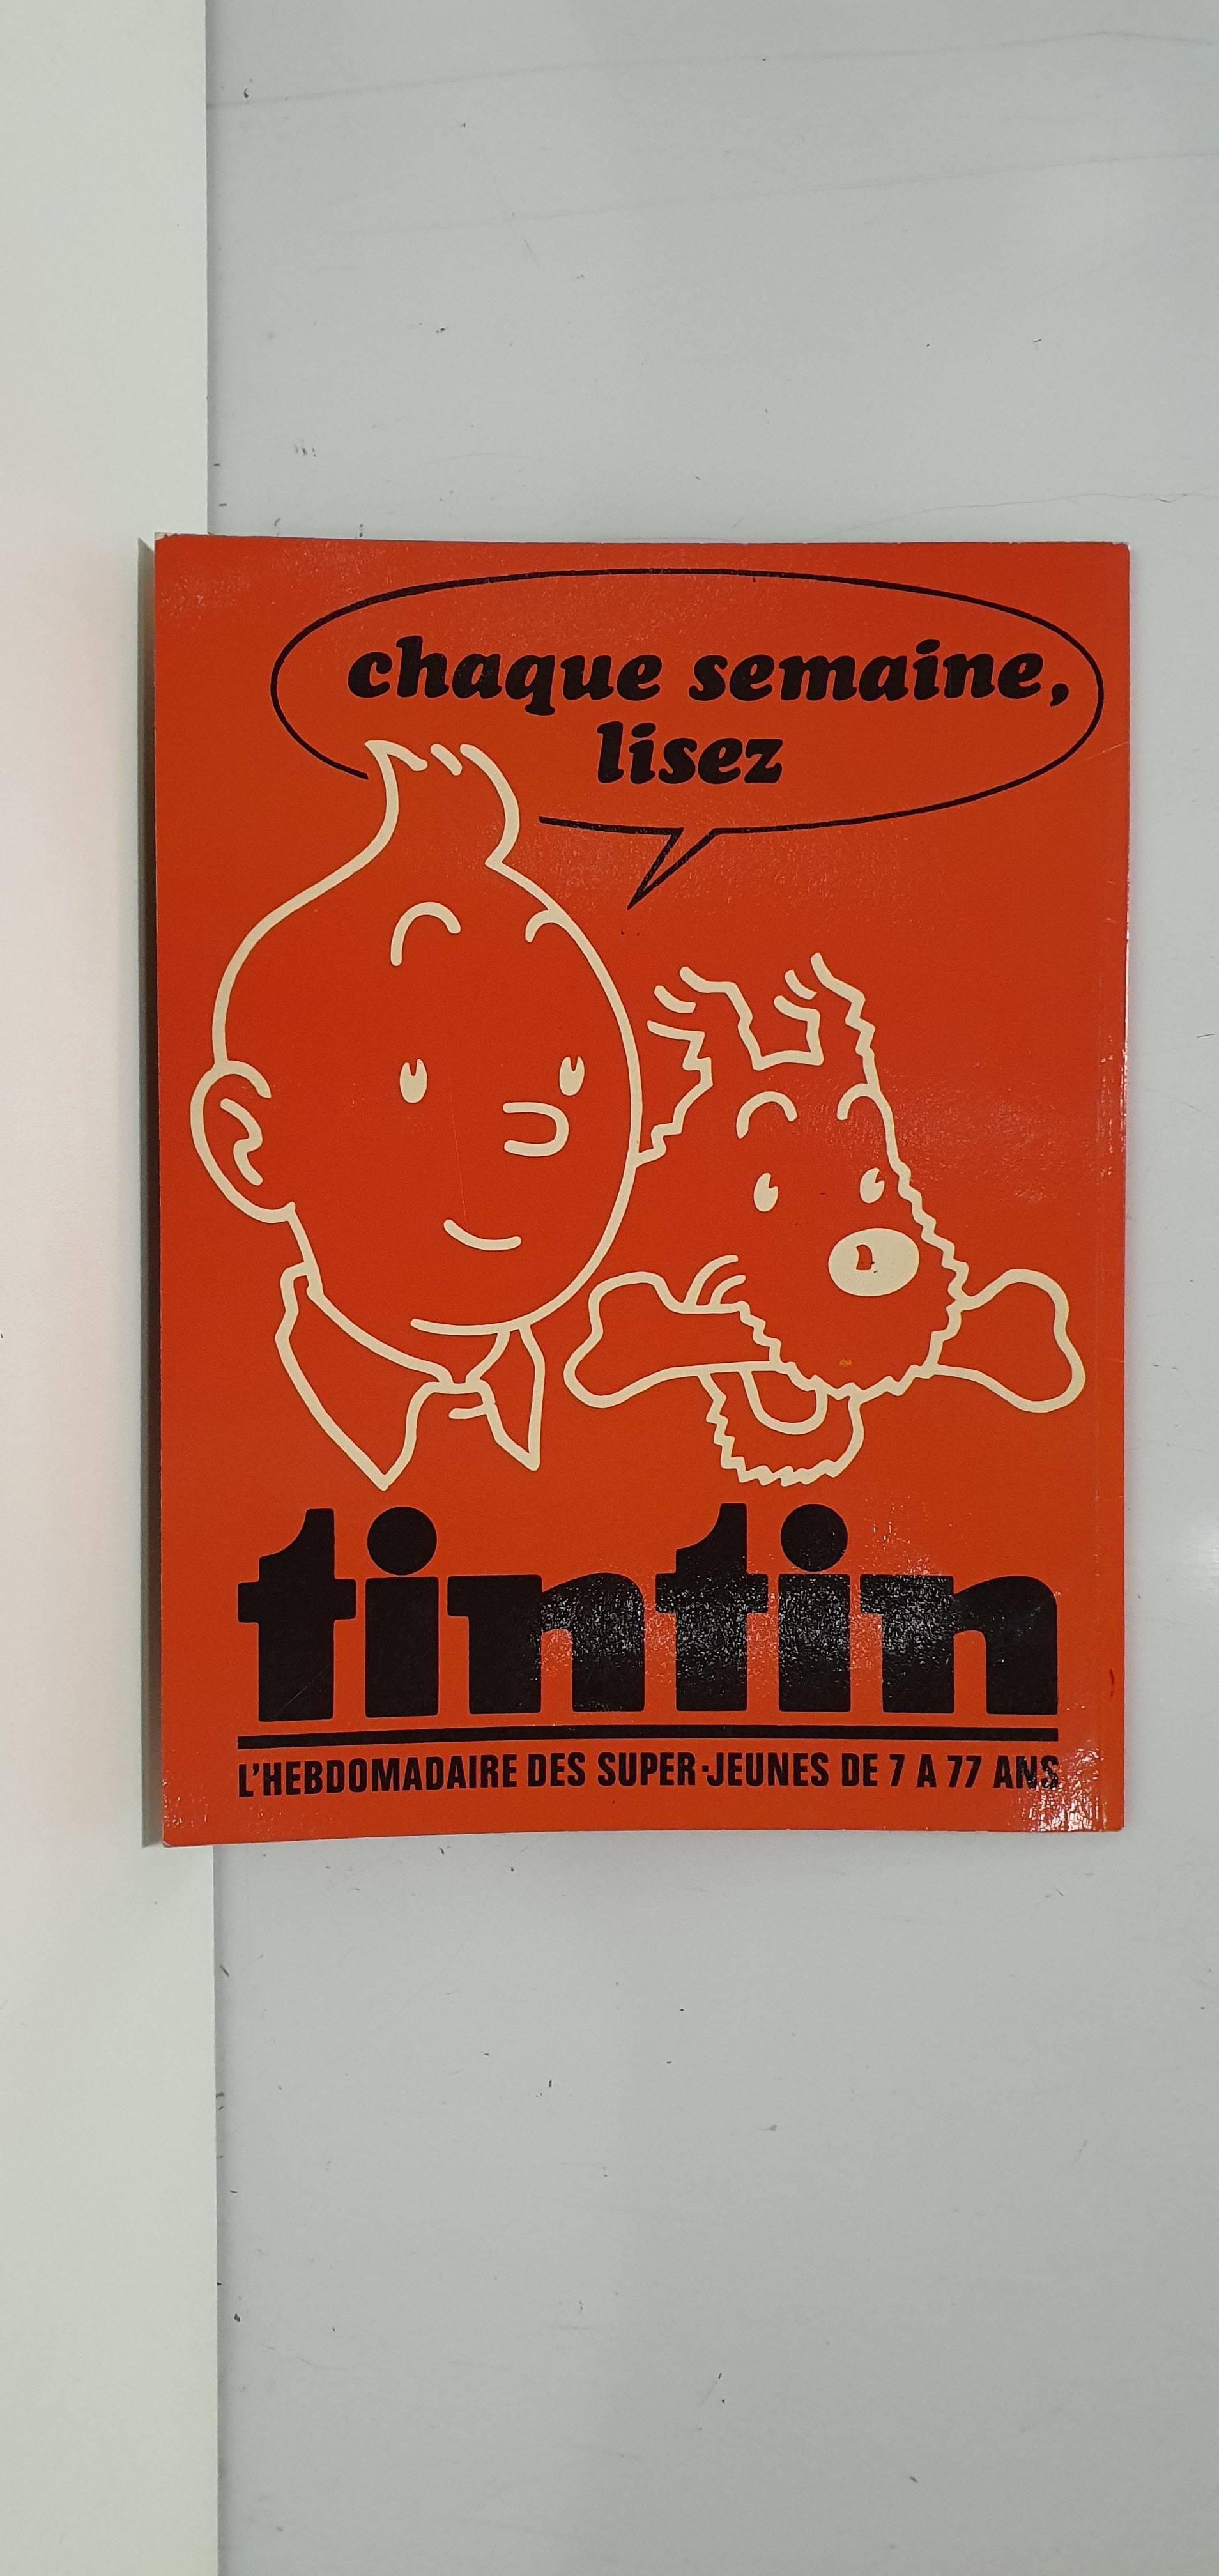 chaque semaine,
lisez
tintin
L'HEBDOMADAIRE DES SUPER-JEUNES DE 7 A 77 ANS